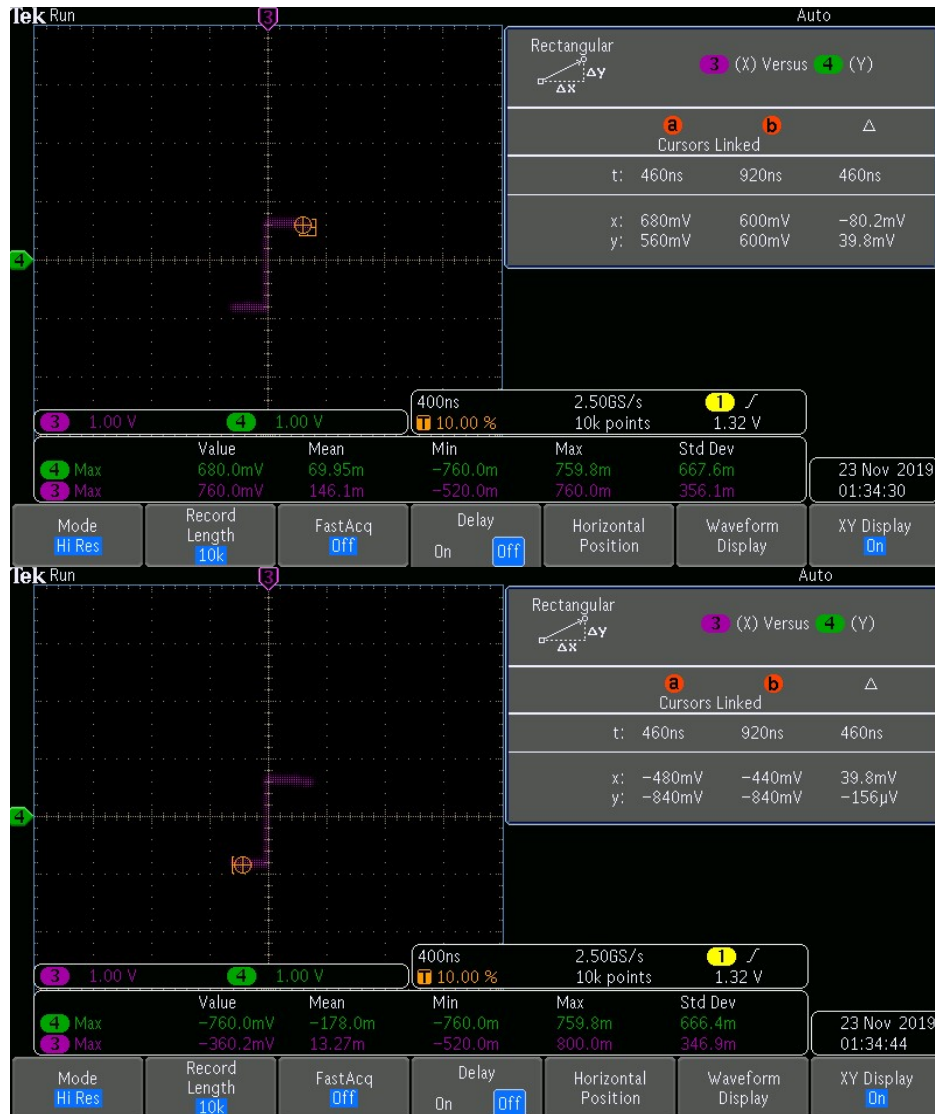 Tek Run
3
Auto
Rectangular
Δy
Δx
3 (X) Versus 4 (Y)
a b Δ
Cursors Linked
t: 460ns 920ns 460ns
x: 680mV 600mV −80.2mV
y: 560mV 600mV 39.8mV
4
3 1.00 V 4 1.00 V
400ns 2.50GS/s 1
T 10.00 % 10k points 1.32 V
Value Mean Min Max Std Dev
4 Max 680.0mV 69.95m −760.0m 759.8m 667.6m
3 Max 760.0mV 146.1m −520.0m 760.0m 356.1m
23 Nov 2019
01:34:30
Mode
Hi Res
Record
Length
10k
FastAcq
Off
Delay
On Off
Horizontal
Position
Waveform
Display
XY Display
On
Tek Run
3
Auto
Rectangular
Δy
Δx
3 (X) Versus 4 (Y)
a b Δ
Cursors Linked
t: 460ns 920ns 460ns
x: −480mV −440mV 39.8mV
y: −840mV −840mV −156µV
4
3 1.00 V 4 1.00 V
400ns 2.50GS/s 1
T 10.00 % 10k points 1.32 V
Value Mean Min Max Std Dev
4 Max −760.0mV −178.0m −760.0m 759.8m 666.4m
3 Max −360.2mV 13.27m −520.0m 800.0m 346.9m
23 Nov 2019
01:34:44
Mode
Hi Res
Record
Length
10k
FastAcq
Off
Delay
On Off
Horizontal
Position
Waveform
Display
XY Display
On